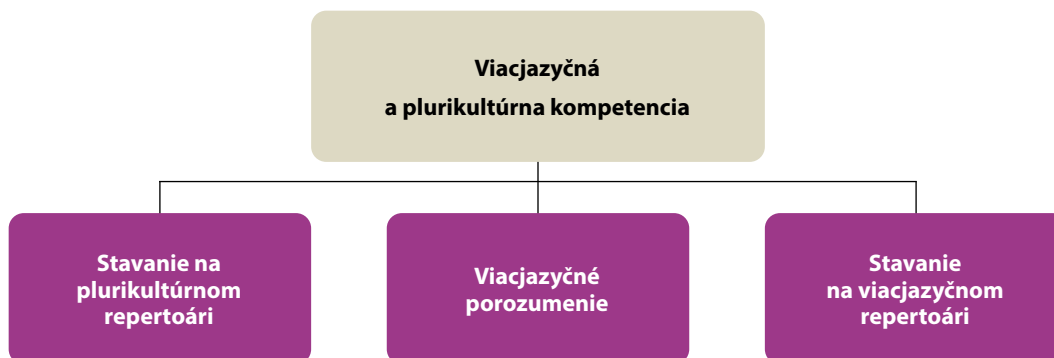 Viacjazyčná
a plurikultúrna kompetencia
Stavanie na
plurikultúrnom
repertoári
Viacjazyčné
porozumenie
Stavanie
na viacjazyčnom
repertoári